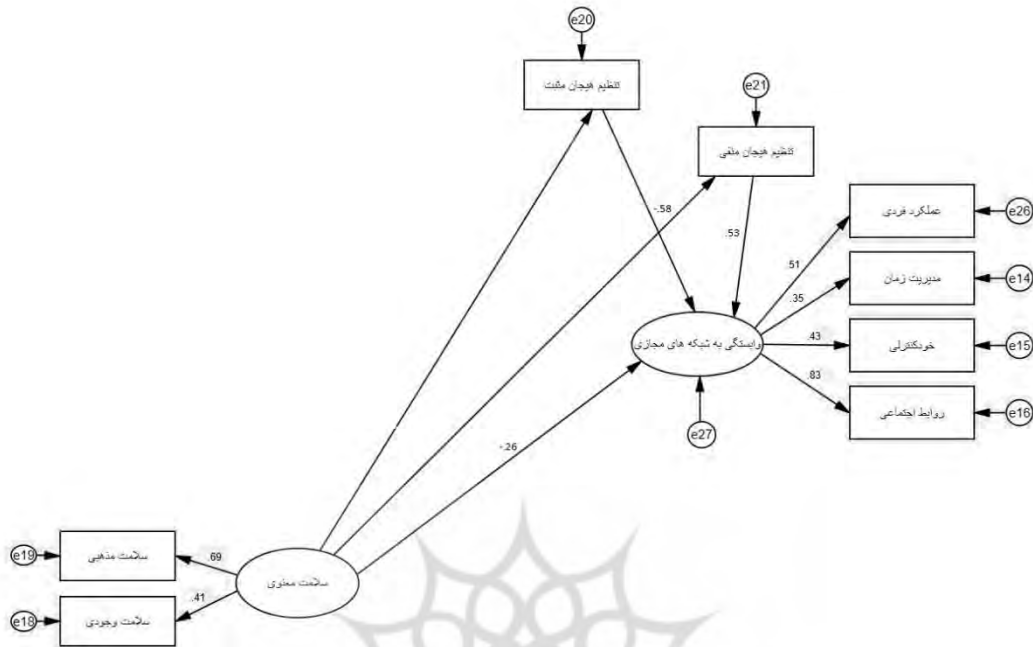 e20
تنظیم هیجان مثبت
e21
تنظیم هیجان منفی
-.58
.53
عملکرد فردی
e26
.51
مدیریت زمان
e14
.35
وابستگی به شبکه های مجازی
.43
خودکنترلی
e15
.83
روابط اجتماعی
e16
e27
-.26
e19
سلامت مذهبی
.69
سلامت معنوی
.41
e18
سلامت وجودی